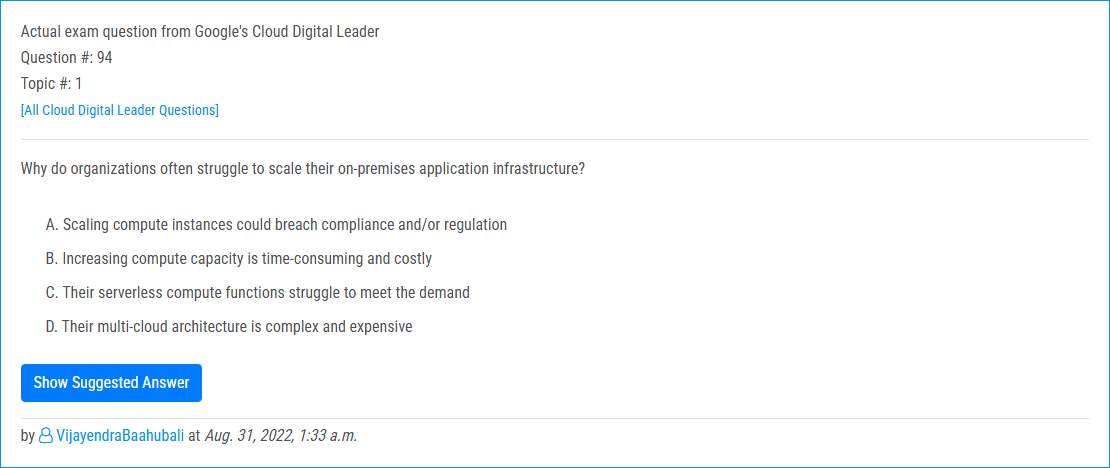 Actual exam question from Google's Cloud Digital Leader
Question #: 94
Topic #: 1
[All Cloud Digital Leader Questions]
Why do organizations often struggle to scale their on-premises application infrastructure?
A. Scaling compute instances could breach compliance and/or regulation
B. Increasing compute capacity is time-consuming and costly
C. Their serverless compute functions struggle to meet the demand
D. Their multi-cloud architecture is complex and expensive
Show Suggested Answer
by VijayendraBaahubali at Aug. 31, 2022, 1:33 a.m.